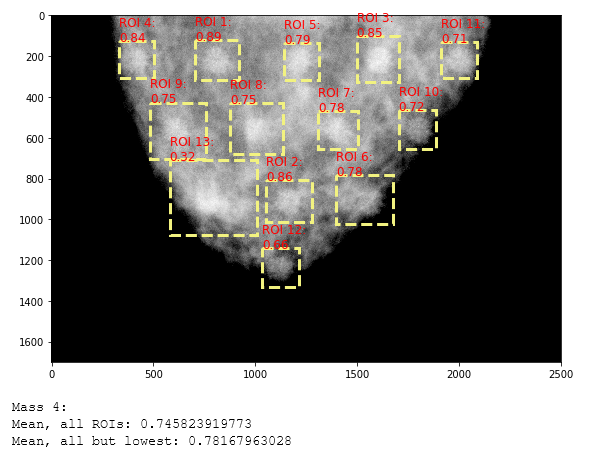 0
200
400
600
800
1000
1200
1400
1600
0
500
1000
1500
2000
2500
ROI 4:
0.84
ROI 1:
0.89
ROI 5:
0.79
ROI 3:
0.85
ROI 11:
0.71
ROI 9:
0.75
ROI 8:
0.75
ROI 7:
0.78
ROI 10:
0.72
ROI 13:
0.32
ROI 2:
0.86
ROI 6:
0.78
ROI 12:
0.66
Mass 4:
Mean, all ROIs: 0.745823919773
Mean, all but lowest: 0.78167963028